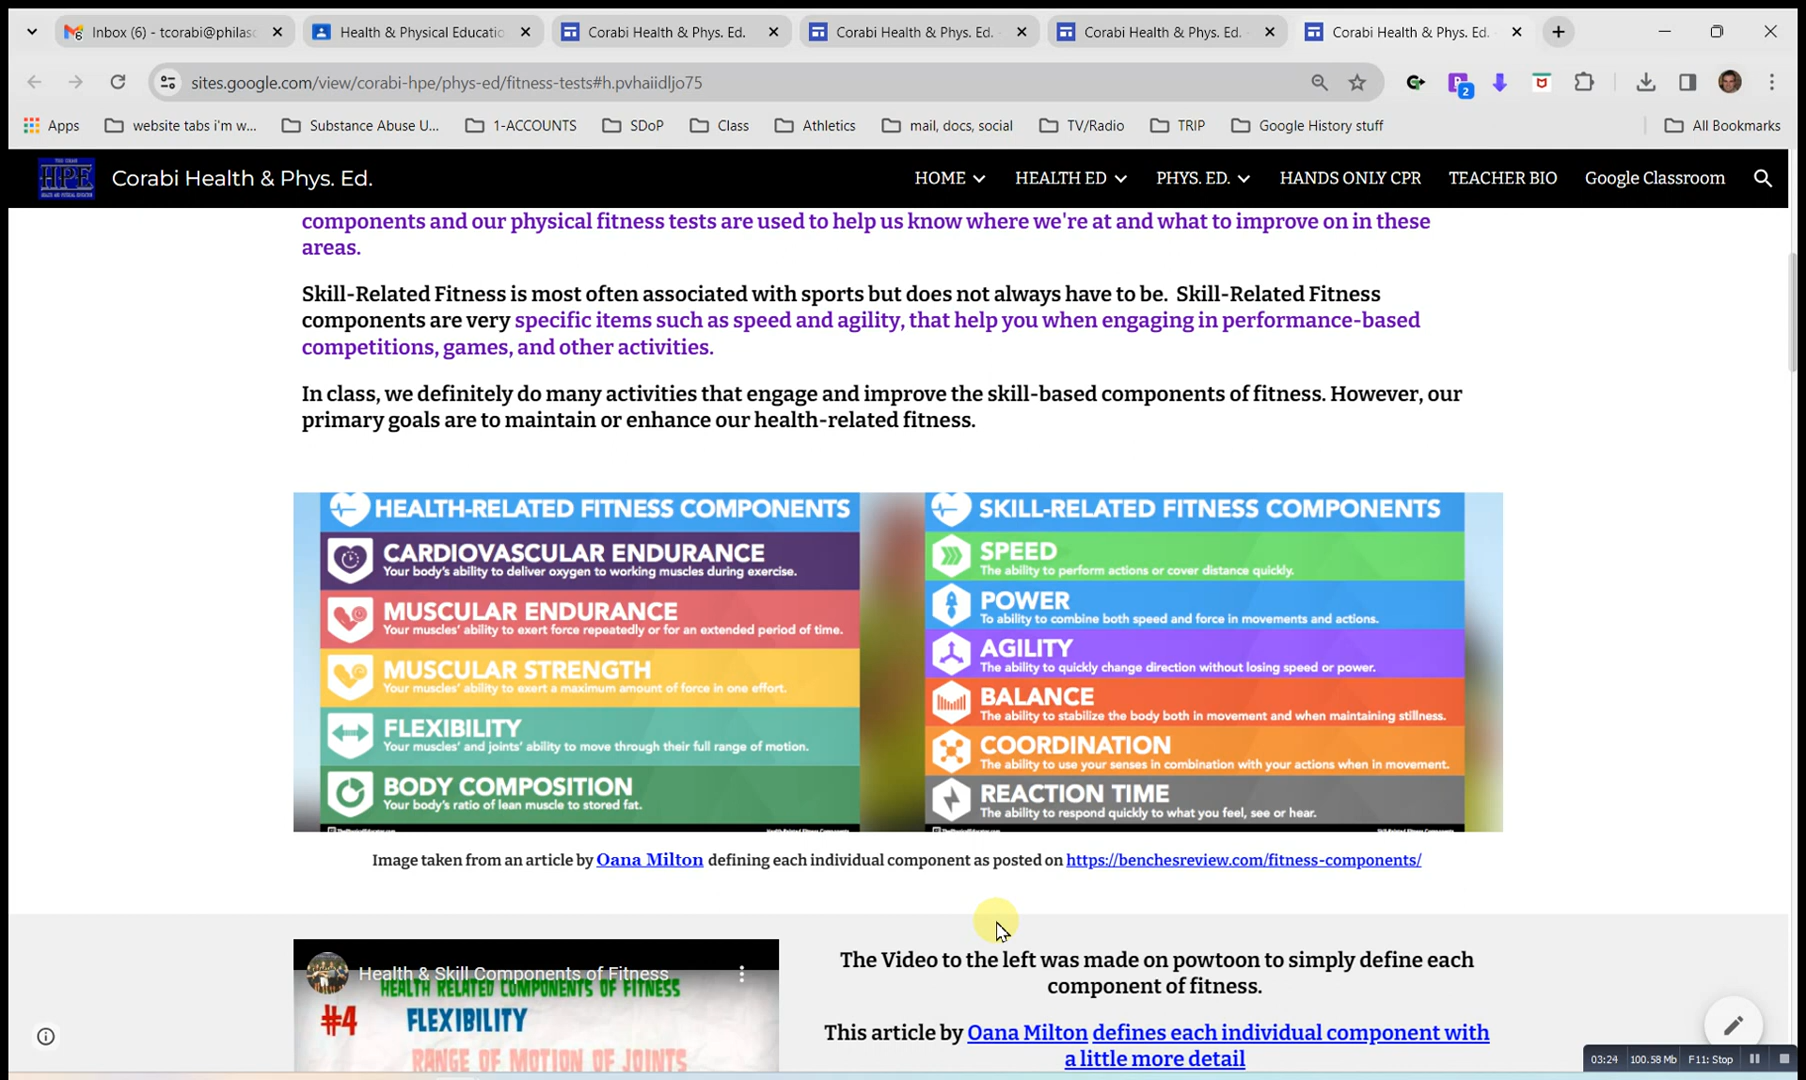 Inbox (6) - tcorabi@philasc
Health & Physical Educatio
Corabi Health & Phys. Ed.
Corabi Health & Phys. Ed. -
Corabi Health & Phys. Ed. -
Corabi Health & Phys. Ed. -
sites.google.com/view/corabi-hpe/phys-ed/fitness-tests#h.pvhaiidljo75
2
Apps
website tabs i'm w...
Substance Abuse U...
1-ACCOUNTS
SDoP
Class
Athletics
mail, docs, social
TV/Radio
TRIP
Google History stuff
All Bookmarks
HPE
Corabi Health & Phys. Ed.
HOME
HEALTH ED
PHYS. ED.
HANDS ONLY CPR
TEACHER BIO
Google Classroom
components and our physical fitness tests are used to help us know where we're at and what to improve on in these
areas.
Skill-Related Fitness is most often associated with sports but does not always have to be. Skill-Related Fitness
components are very specific items such as speed and agility, that help you when engaging in performance-based
competitions, games, and other activities.
In class, we definitely do many activities that engage and improve the skill-based components of fitness. However, our
primary goals are to maintain or enhance our health-related fitness.
HEALTH-RELATED FITNESS COMPONENTS
CARDIOVASCULAR ENDURANCE
Your body's ability to deliver oxygen to working muscles during exercise.
MUSCULAR ENDURANCE
Your muscles' ability to exert force repeatedly or for an extended period of time.
MUSCULAR STRENGTH
Your muscles' ability to exert a maximum amount of force in one effort.
FLEXIBILITY
Your muscles' and joints' ability to move through their full range of motion.
BODY COMPOSITION
Your body's ratio of lean muscle to stored fat.
SKILL-RELATED FITNESS COMPONENTS
SPEED
The ability to perform actions or cover distance quickly.
POWER
To ability to combine both speed and force in movements and actions.
AGILITY
The ability to quickly change direction without losing speed or power.
BALANCE
The ability to stabilize the body both in movement and when maintaining stillness.
COORDINATION
The ability to use your senses in combination with your actions when in movement.
REACTION TIME
The ability to respond quickly to what you feel, see or hear.
Image taken from an article by Oana Milton defining each individual component as posted on https://benchesreview.com/fitness-components/
Health & Skill Components of Fitness
HEALTH RELATED COMPONENTS OF FITNESS
#4 FLEXIBILITY
RANGE OF MOTION OF JOINTS
The Video to the left was made on powtoon to simply define each
component of fitness.
This article by Oana Milton defines each individual component with
a little more detail
03:24
100.58 Mb
F11: Stop